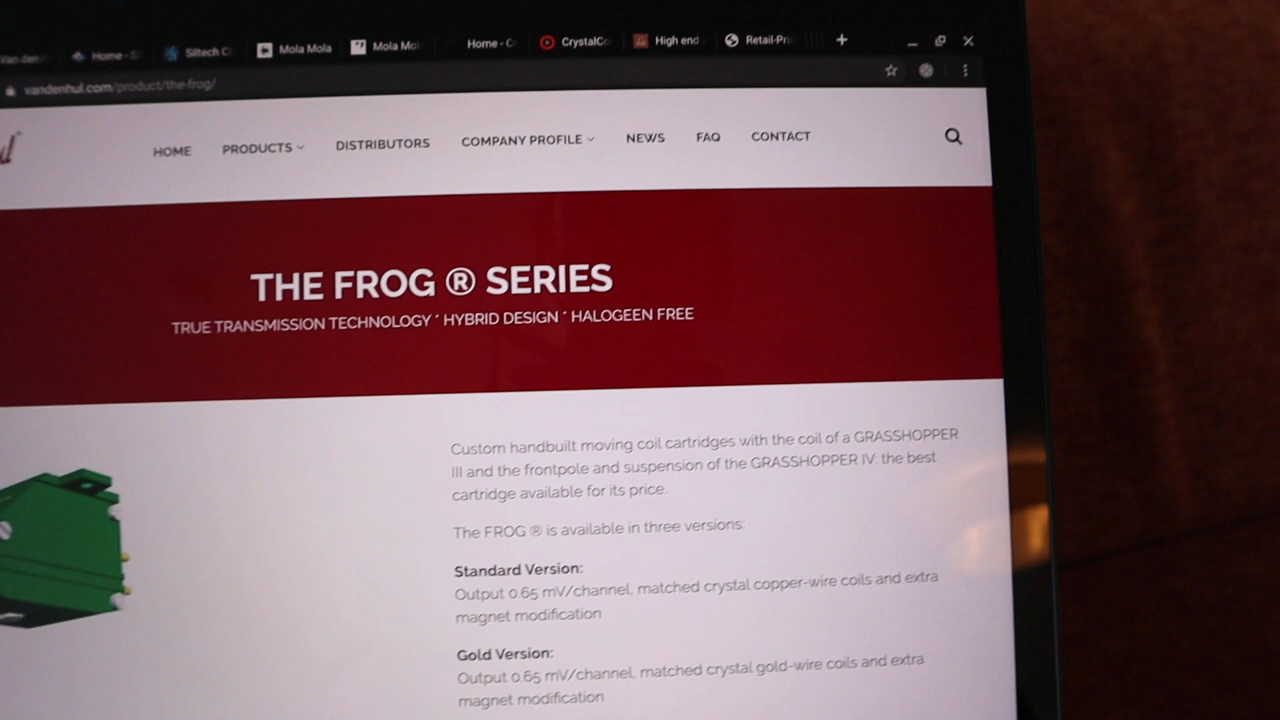 Home - S
Siltech C
Mola Mola
Mola Mo
Home - C
CrystalCo
High end
Retail-Pri
vandenhul.com/product/the-frog/
HOME
PRODUCTS
DISTRIBUTORS
COMPANY PROFILE
NEWS
FAQ
CONTACT
THE FROG ® SERIES
TRUE TRANSMISSION TECHNOLOGY ' HYBRID DESIGN ' HALOGEEN FREE
Custom handbuilt moving coil cartridges with the coil of a GRASSHOPPER
III and the frontpole and suspension of the GRASSHOPPER IV: the best
cartridge available for its price.
The FROG ® is available in three versions:
Standard Version:
Output 0.65 mV/channel, matched crystal copper-wire coils and extra
magnet modification
Gold Version:
Output 0.65 mV/channel, matched crystal gold-wire coils and extra
magnet modification